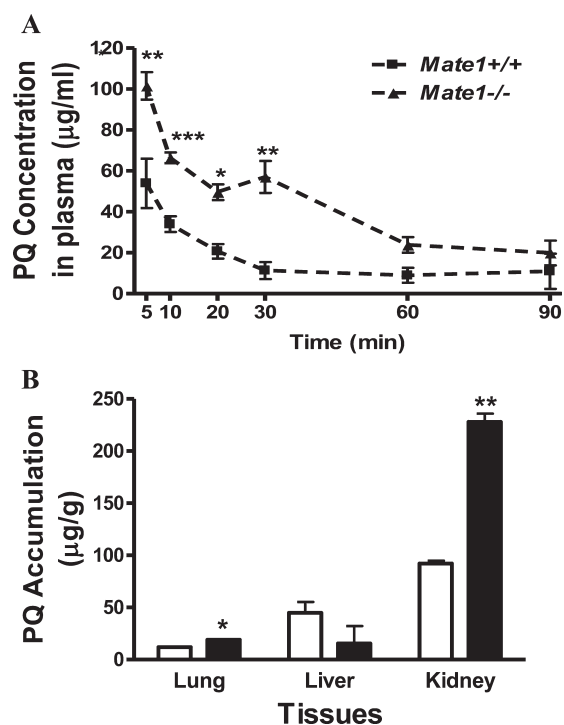 A
PQ Concentration
in plasma (μg/ml)
120
100
80
60
40
20
0
**
***
*
**
Mate1+/+
Mate1-/-
5 10 20 30 60 90
Time (min)
B
PQ Accumulation
(μg/g)
250
200
150
100
50
0
*
**
Lung Liver Kidney
Tissues